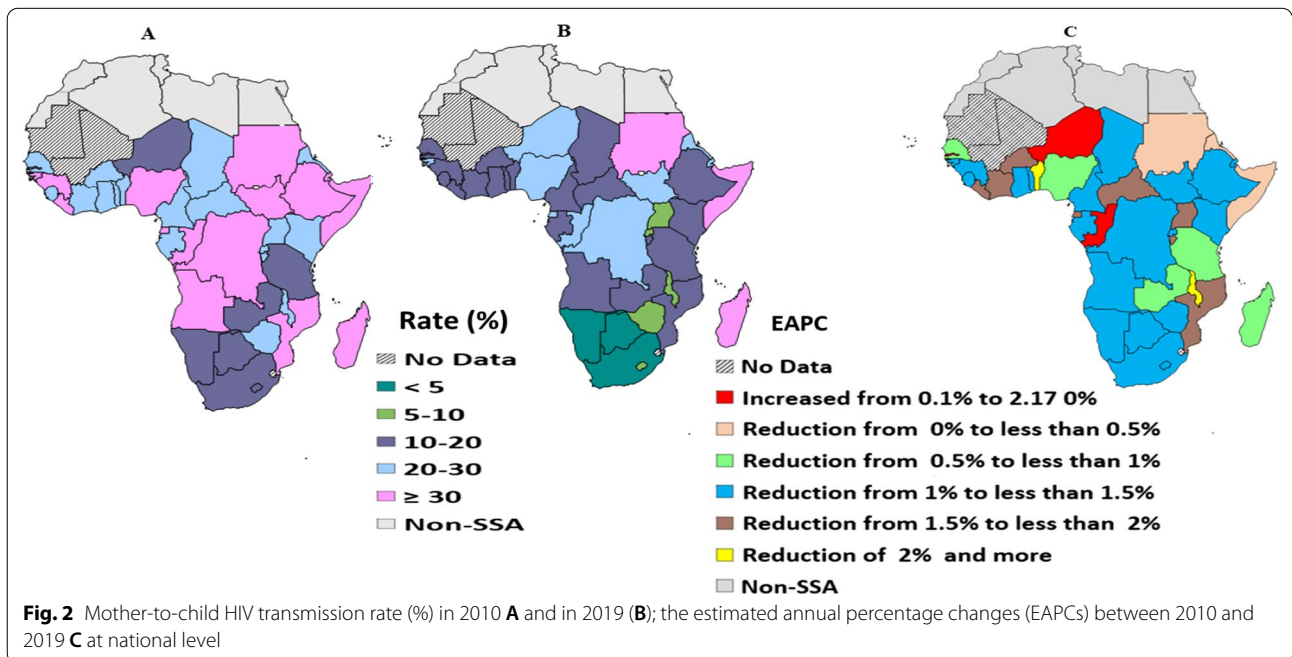 A
B
C
Rate (%)
No Data
< 5
5-10
10-20
20-30
≥ 30
Non-SSA
EAPC
No Data
Increased from 0.1% to 2.17 0%
Reduction from 0% to less than 0.5%
Reduction from 0.5% to less than 1%
Reduction from 1% to less than 1.5%
Reduction from 1.5% to less than 2%
Reduction of 2% and more
Non-SSA
Fig. 2 Mother-to-child HIV transmission rate (%) in 2010 A and in 2019 (B); the estimated annual percentage changes (EAPCs) between 2010 and
2019 C at national level